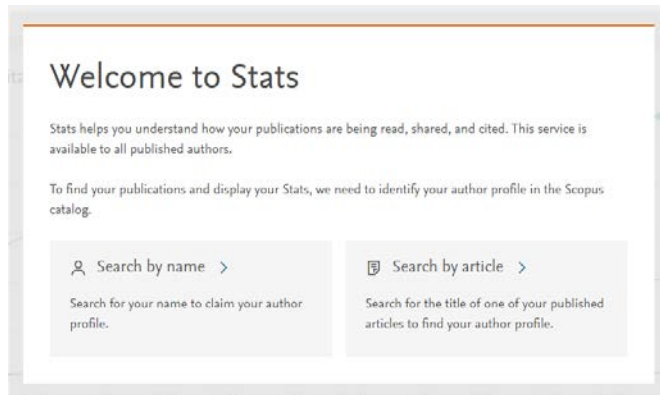 Welcome to Stats
Stats helps you understand how your publications are being read, shared, and cited. This service is
available to all published authors.
To find your publications and display your Stats, we need to identify your author profile in the Scopus
catalog.
Search by name
Search for your name to claim your author
profile.
Search by article
Search for the title of one of your published
articles to find your author profile.